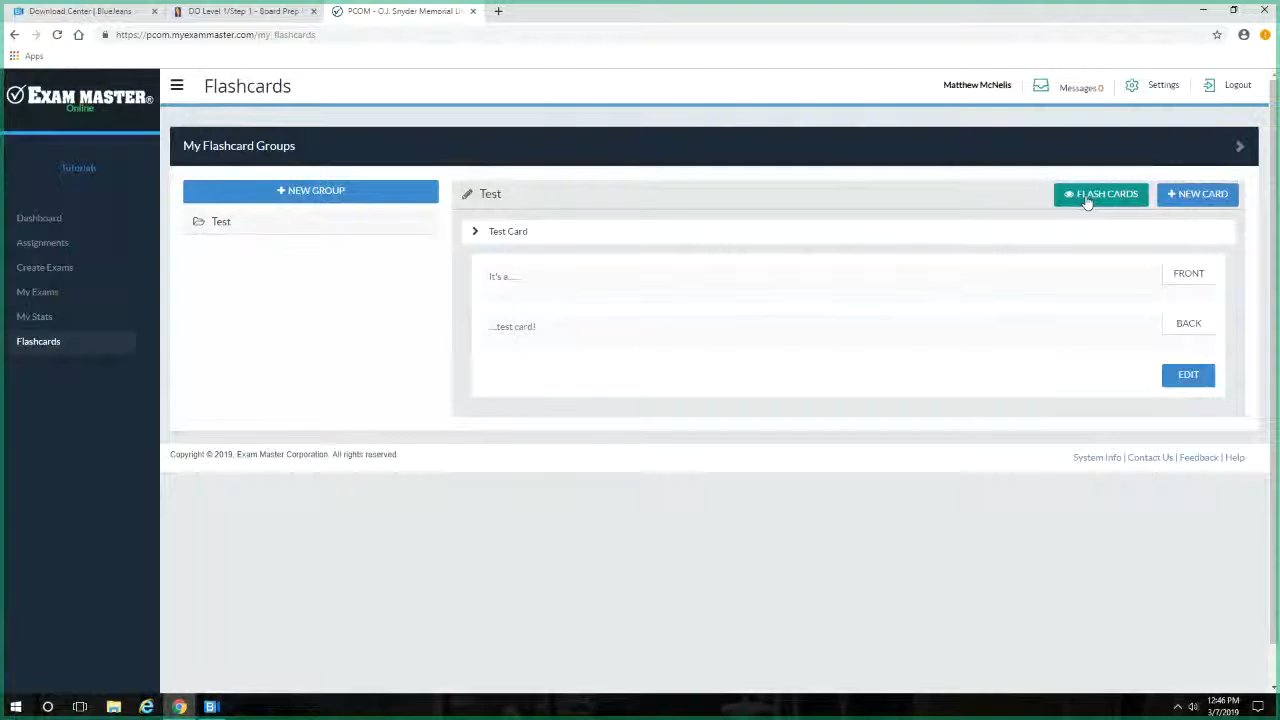 Download Center | BlueJeans
DO Level 1/Step 1 - Board Prep
PCOM - O.J. Snyder Memorial Li
https://pcom.myexammaster.com/my_flashcards
Apps
EXAM MASTER®
Online
Flashcards
Matthew McNelis
Messages 0
Settings
Logout
Tutorials
My Flashcard Groups
+ NEW GROUP
Test
Test
FLASH CARDS
+ NEW CARD
Dashboard
Assignments
Create Exams
My Exams
My Stats
Flashcards
Test Card
It's a......
FRONT
....test card!
BACK
EDIT
Copyright © 2019. Exam Master Corporation. All rights reserved
System Info | Contact Us | Feedback | Help
12:46 PM
3/7/2019